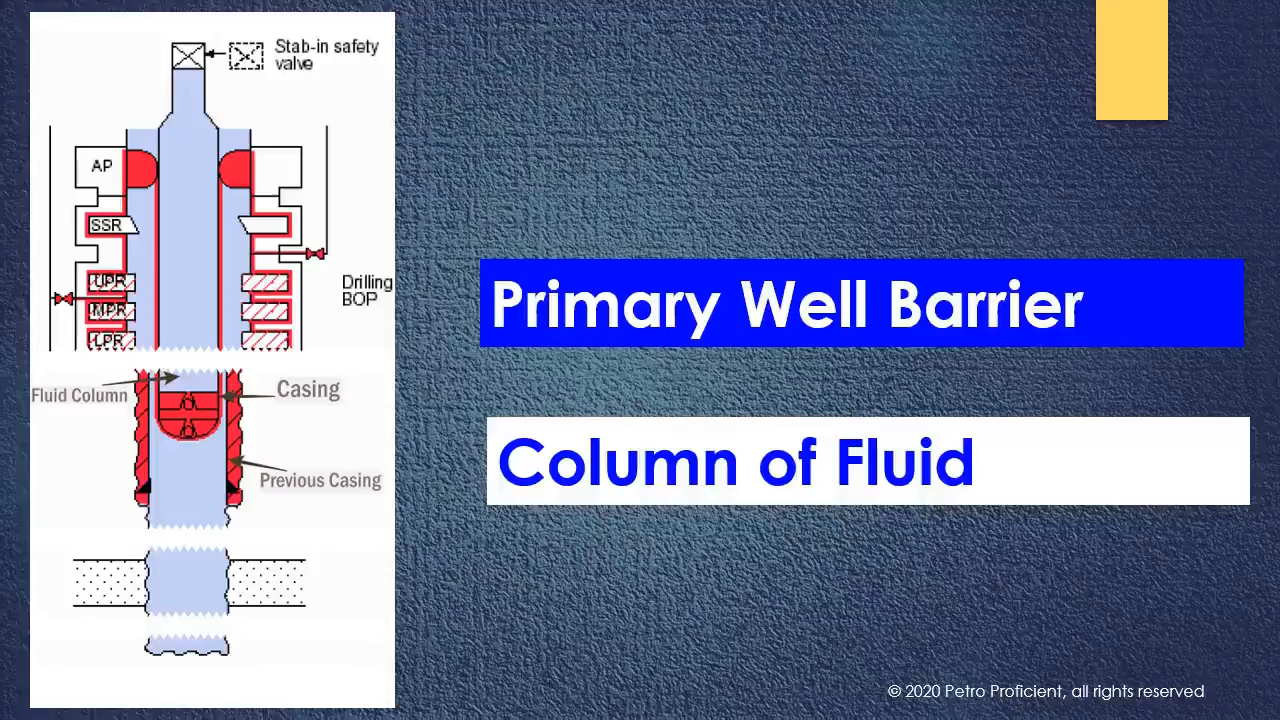 Stab-in safety
valve
AP
SSR
UPR
MPR
LPR
Drilling
BOP
Fluid Column
Casing
Previous Casing
Primary Well Barrier
Column of Fluid
© 2020 Petro Proficient, all rights reserved